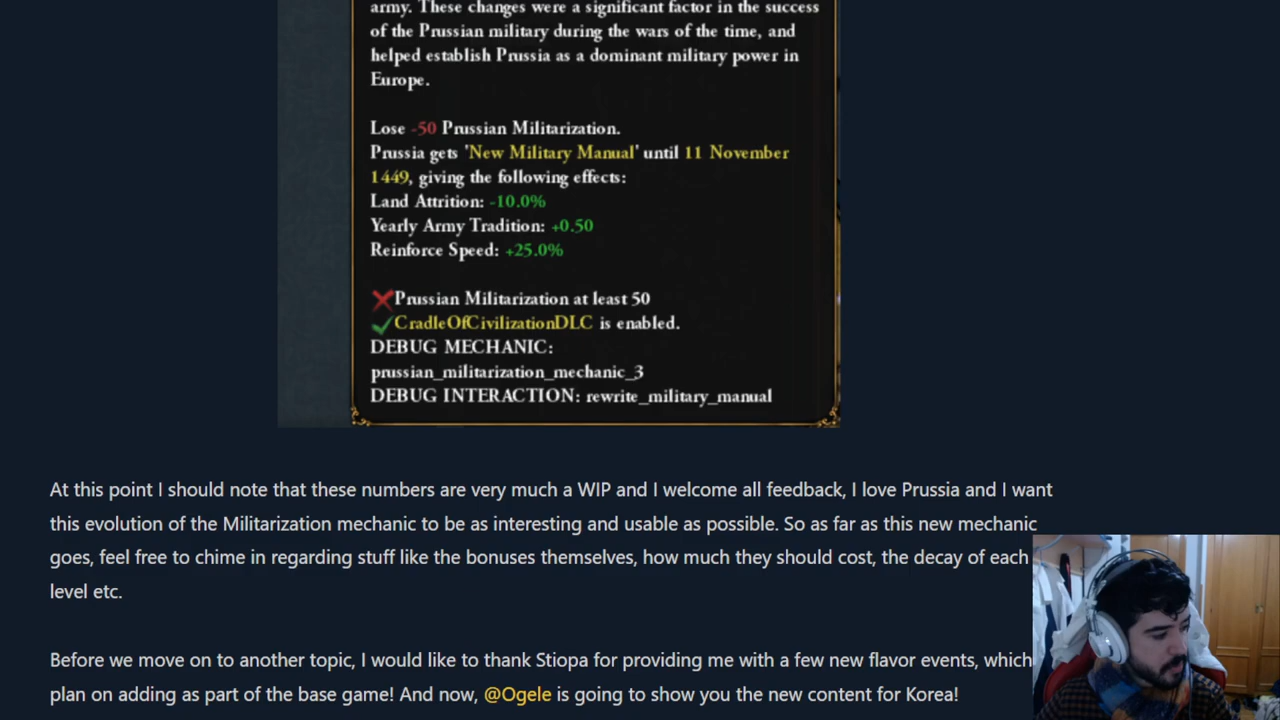 army. These changes were a significant factor in the success
of the Prussian military during the wars of the time, and
helped establish Prussia as a dominant military power in
Europe.
Lose -50 Prussian Militarization.
Prussia gets 'New Military Manual' until 11 November
1449, giving the following effects:
Land Attrition: -10.0%
Yearly Army Tradition: +0.50
Reinforce Speed: +25.0%
Prussian Militarization at least 50
CradleOfCivilizationDLC is enabled.
DEBUG MECHANIC:
prussian_militarization_mechanic_3
DEBUG INTERACTION: rewrite_military_manual
At this point I should note that these numbers are very much a WIP and I welcome all feedback, I love Prussia and I want
this evolution of the Militarization mechanic to be as interesting and usable as possible. So as far as this new mechanic
goes, feel free to chime in regarding stuff like the bonuses themselves, how much they should cost, the decay of each
level etc.
Before we move on to another topic, I would like to thank Stiopa for providing me with a few new flavor events, which
plan on adding as part of the base game! And now, @Ogele is going to show you the new content for Korea!